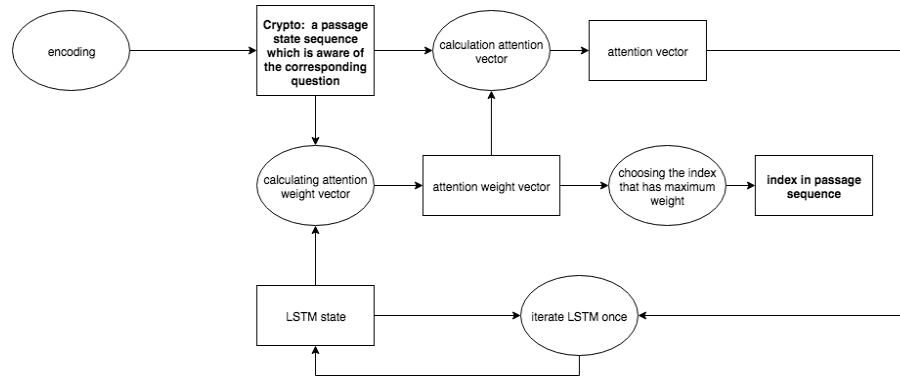 encoding
Crypto: a passage
state sequence
which is aware of
the corresponding
question
calculation attention
vector
attention vector
calculating attention
weight vector
attention weight vector
choosing the index
that has maximum
weight
index in passage
sequence
LSTM state
iterate LSTM once